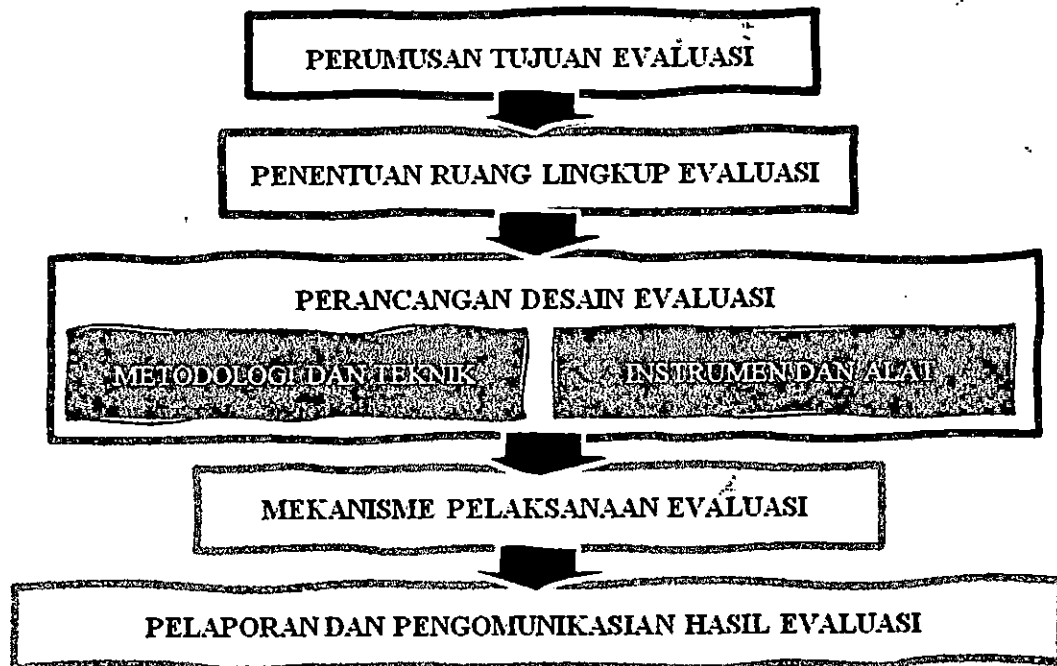 PERUMUSAN TUJUAN EVALUASI
PENENTUAN RUANG LINGKUP EVALUASI
PERANCANGAN DESAIN EVALUASI
METODOLOGI DAN TEKNIK
INSTRUMEN DAN ALAT
MEKANISME PELAKSANAAN EVALUASI
PELAPORAN DAN PENGOMUNIKASIAN HASIL EVALUASI